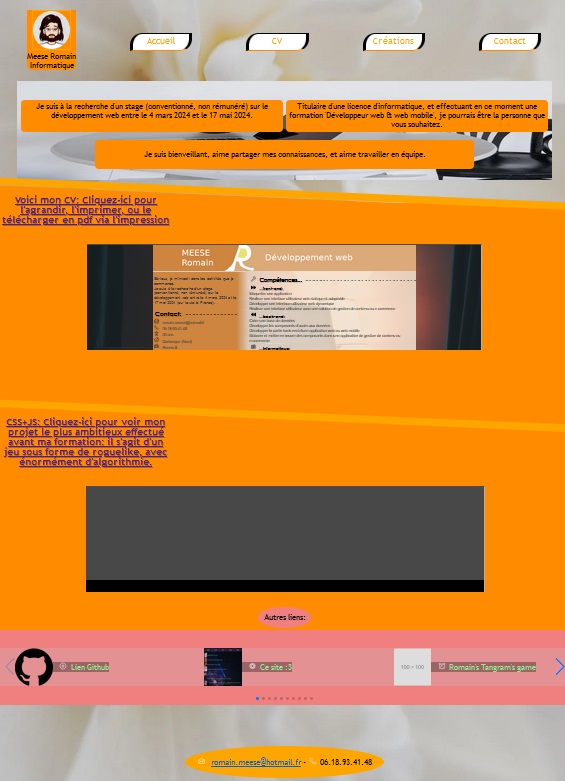 Meese Romain
Informatique
Accueil
CV
Créations
Contact
Je suis à la recherche d'un stage (conventionné, non rémunéré) sur le
développement web entre le 4 mars 2024 et le 17 mai 2024.
Titulaire d'une licence d'informatique, et effectuant en ce moment une
formation Développeur web & web mobile, je pourrais être la personne que
vous souhaitez.
Je suis bienveillant, aime partager mes connaissances, et aime travailler en équipe.
Voici mon CV: Cliquez-ici pour
l'agrandir, l'imprimer, ou le
télécharger en pdf via l'impression
MEESE
Romain
Développement web
Contact:
Compétences...
CSS+JS: Cliquez-ici pour voir mon
projet le plus ambitieux effectué
avant ma formation: il s'agit d'un
jeu sous forme de roguelike, avec
énormément d'algorithmie.
Autres liens:
Lien Github
Ce site :3
100 × 100
Romain's Tangram's game
romain.meese@hotmail.fr - 06.18.93.41.48